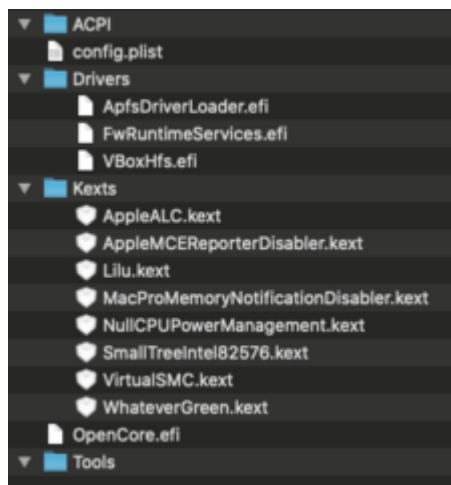 ACPI
config.plist
Drivers
ApfsDriverLoader.efi
FwRuntimeServices.efi
VBoxHfs.efi
Kexts
AppleALC.kext
AppleMCEReporterDisabler.kext
Lilu.kext
MacProMemoryNotificationDisabler.kext
NullCPUPowerManagement.kext
SmallTreeIntel82576.kext
VirtualSMC.kext
WhateverGreen.kext
OpenCore.efi
Tools